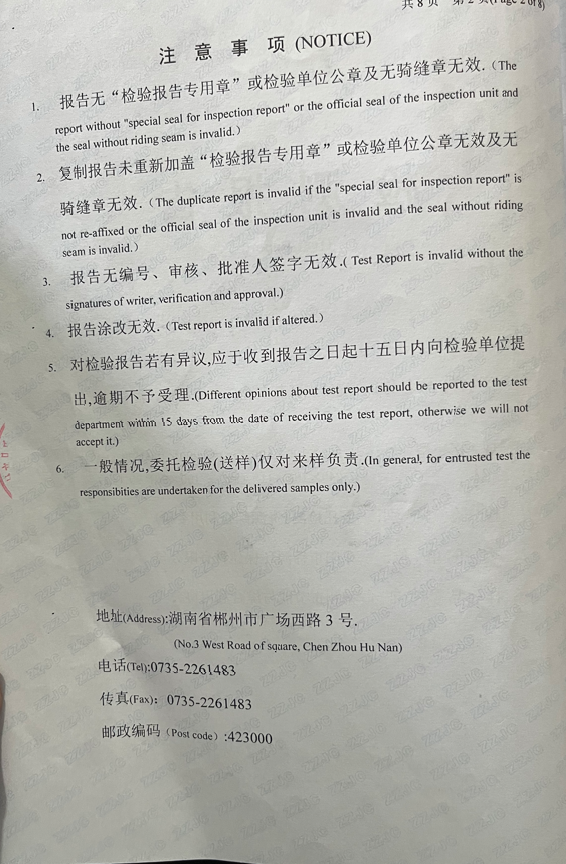 共 8 页 第 2 页(Page 2 of 8)
注 意 事 项 (NOTICE)
1. 报告无“检验报告专用章”或检验单位公章及无骑缝章无效.（The
report without "special seal for inspection report" or the official seal of the inspection unit and
the seal without riding seam is invalid.）
2. 复制报告未重新加盖“检验报告专用章”或检验单位公章无效及无
骑缝章无效.（The duplicate report is invalid if the "special seal for inspection report" is
not re-affixed or the official seal of the inspection unit is invalid and the seal without riding
seam is invalid.）
3. 报告无编号、审核、批准人签字无效.( Test Report is invalid without the
signatures of writer, verification and approval.)
4. 报告涂改无效.（Test report is invalid if altered.）
5. 对检验报告若有异议,应于收到报告之日起十五日内向检验单位提
出,逾期不予受理.(Different opinions about test report should be reported to the test
department within 15 days from the date of receiving the test report, otherwise we will not
accept it.)
6. 一般情况,委托检验(送样)仅对来样负责.(In general, for entrusted test the
responsibities are undertaken for the delivered samples only.)
地址(Address):湖南省郴州市广场西路 3 号.
(No.3 West Road of square, Chen Zhou Hu Nan)
电话(Tel):0735-2261483
传真(Fax)：0735-2261483
邮政编码（Post code）:423000